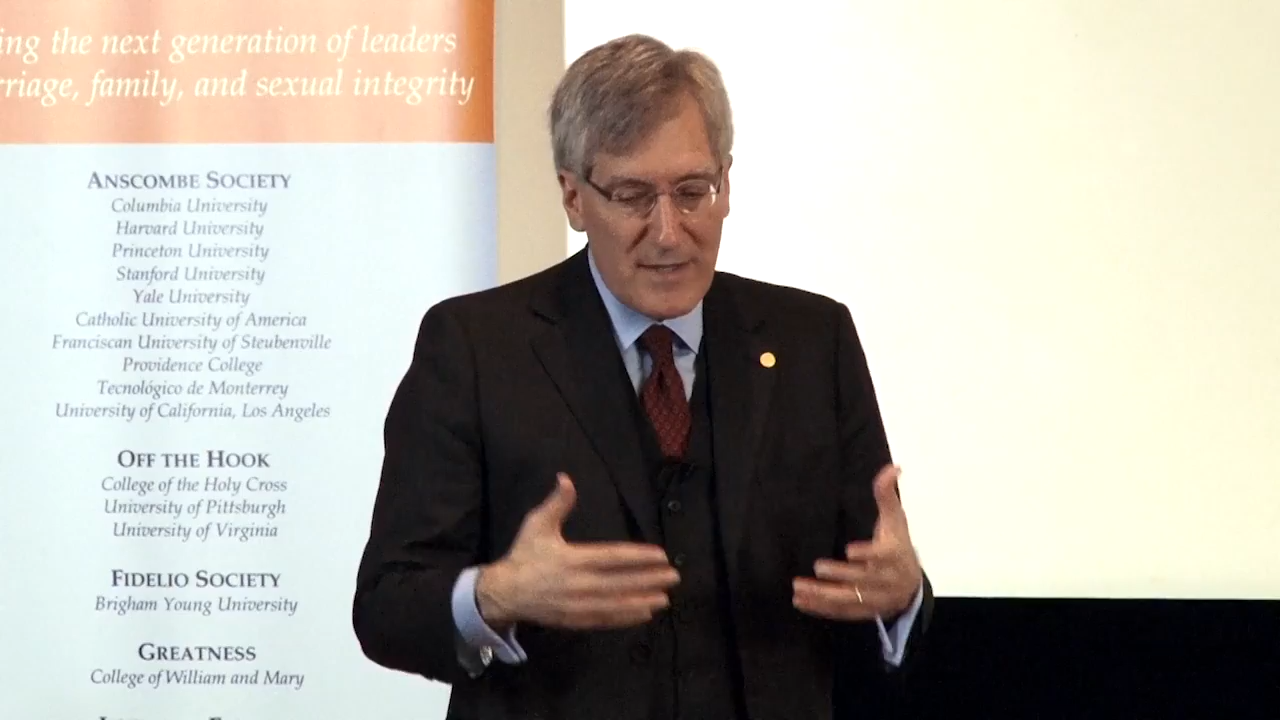 ing the next generation of leaders
rriage, family, and sexual integrity
ANSCOMBE SOCIETY
Columbia University
Harvard University
Princeton University
Stanford University
Yale University
Catholic University of America
Franciscan University of Steubenville
Providence College
Tecnológico de Monterrey
University of California, Los Angeles
OFF THE HOOK
College of the Holy Cross
University of Pittsburgh
University of Virginia
FIDELIO SOCIETY
Brigham Young University
GREATNESS
College of William and Mary